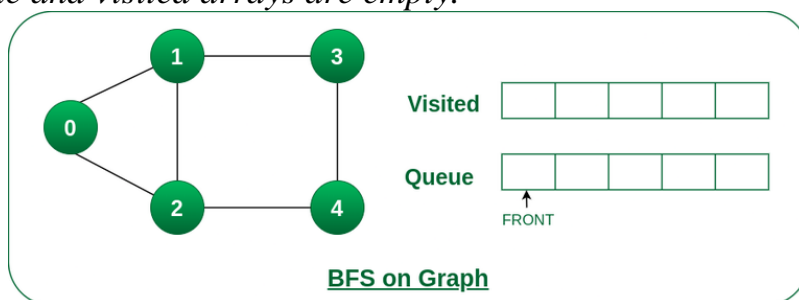 and visited arrays are empty.
1
3
Visited
0
Queue
2
4
FRONT
BFS on Graph